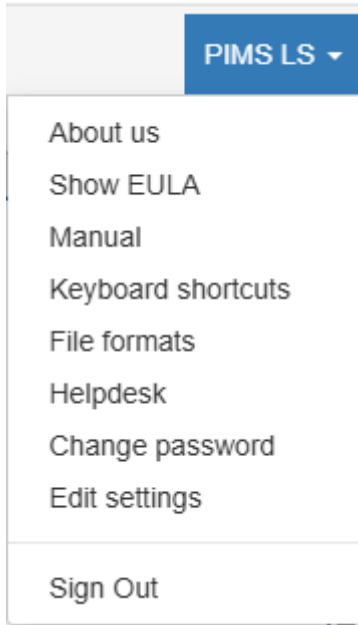 PIMS LS
About us
Show EULA
Manual
Keyboard shortcuts
File formats
Helpdesk
Change password
Edit settings
Sign Out